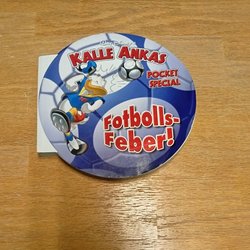 KALLE ANKAS
POCKET
SPECIAL
Fotbolls-
Feber!